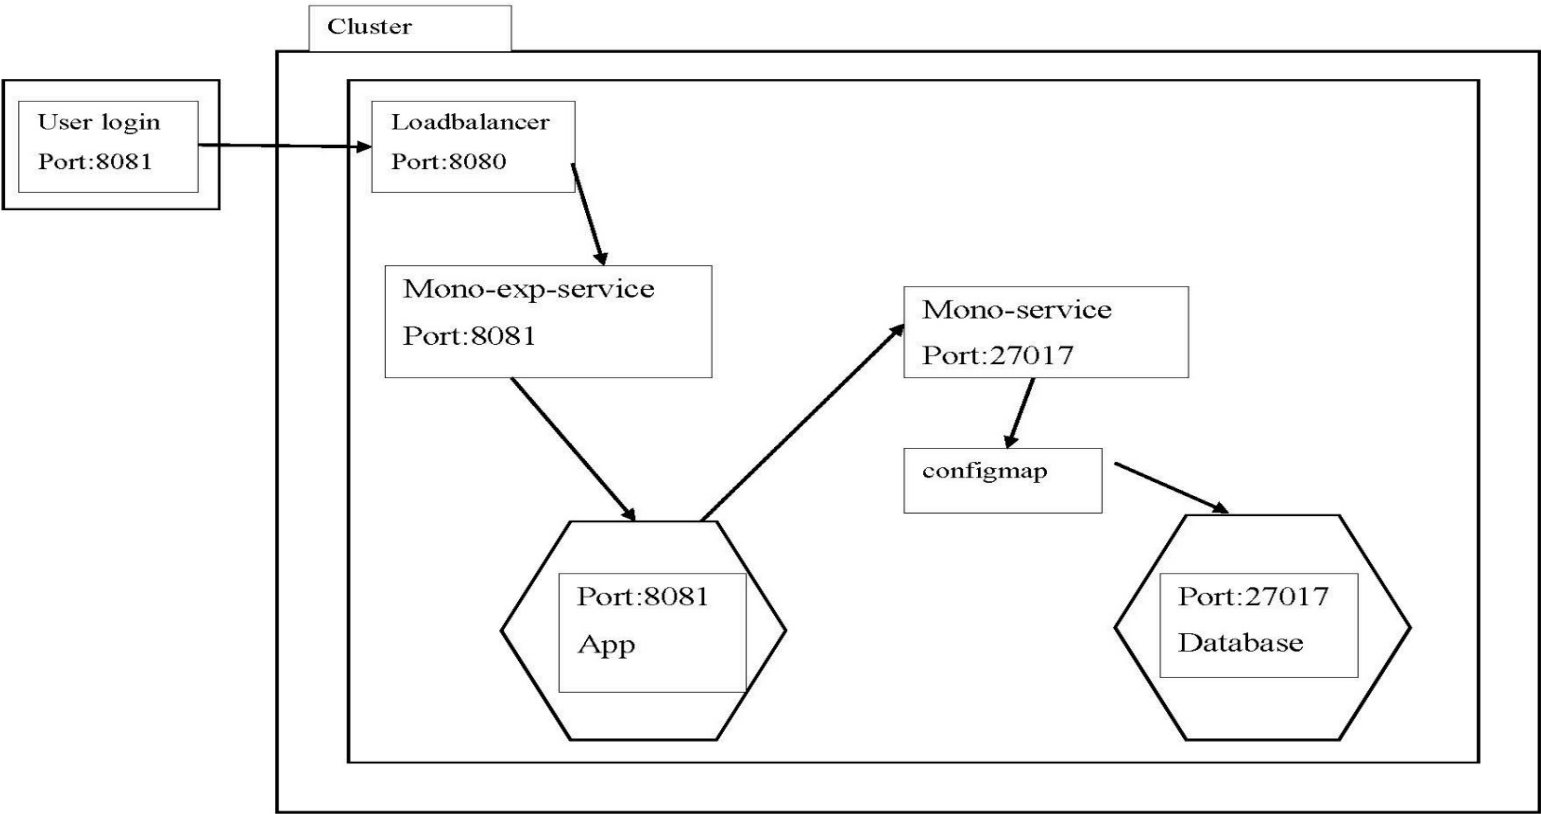 Cluster
User login
Port:8081
Loadbalancer
Port:8080
Mono-exp-service
Port:8081
Mono-service
Port:27017
configmap
Port:8081
App
Port:27017
Database